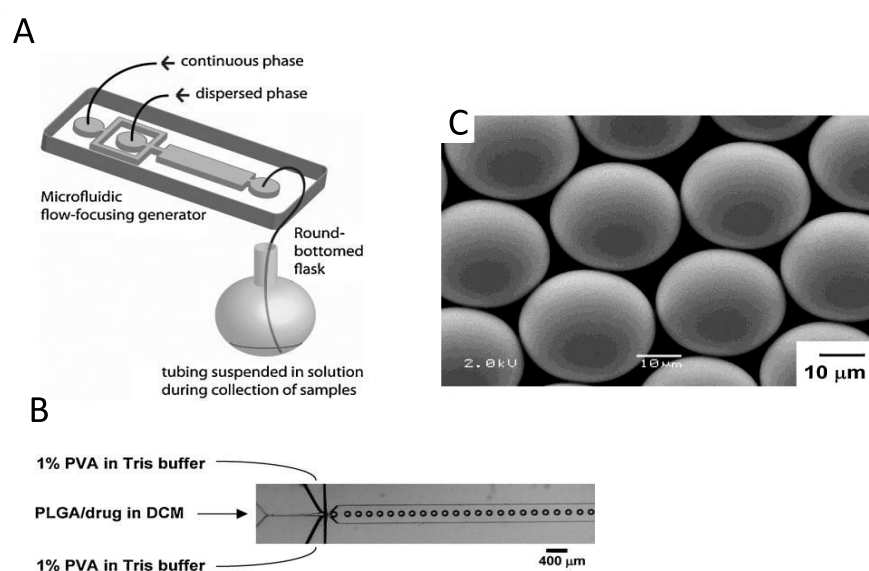 A
continuous phase
dispersed phase
Microfluidic
flow-focusing generator
Round-
bottomed
flask
tubing suspended in solution
during collection of samples
B
1% PVA in Tris buffer
PLGA/drug in DCM
1% PVA in Tris buffer
400 μm
C
2.0kV
10μm
10 μm